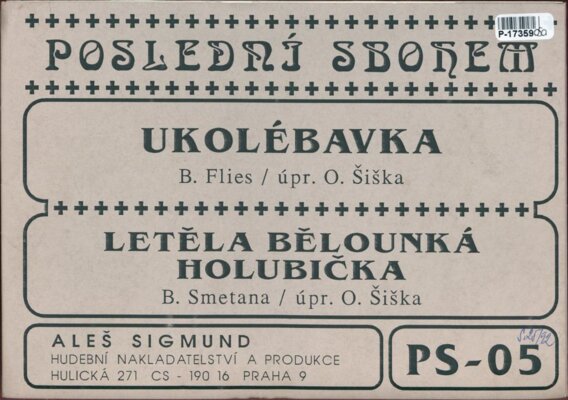 P-173590
POSLEDNÍ SBOHEM
UKOLÉBAVKA
B. Flies / úpr. O. Šiška
LETĚLA BĚLOUNKÁ
HOLUBIČKA
B. Smetana / úpr. O. Šiška
ALEŠ SIGMUND
HUDEBNÍ NAKLADATELSTVÍ A PRODUKCE
HULICKÁ 271 CS - 190 16 PRAHA 9
PS-05